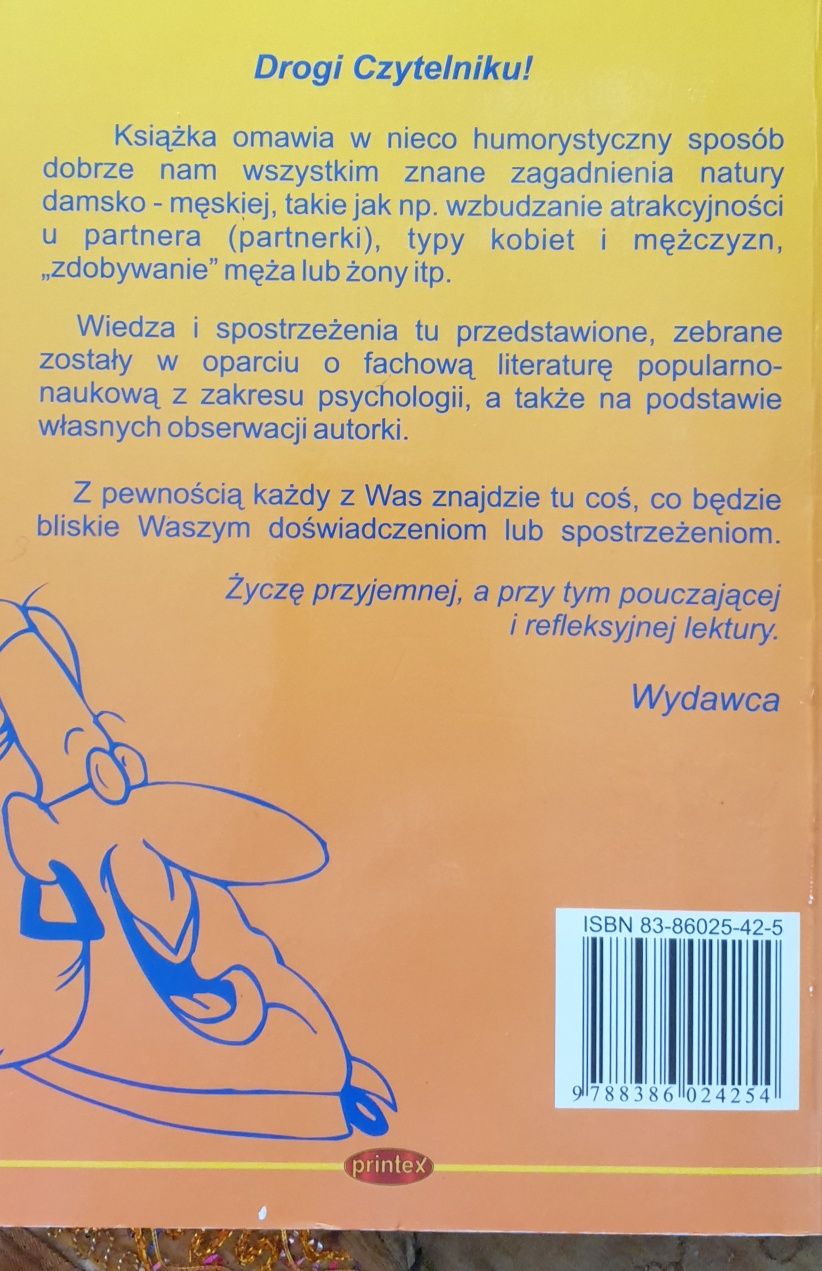 Drogi Czytelniku!
Książka omawia w nieco humorystyczny sposób
dobrze nam wszystkim znane zagadnienia natury
damsko - męskiej, takie jak np. wzbudzanie atrakcyjności
u partnera (partnerki), typy kobiet i mężczyzn,
„zdobywanie” męża lub żony itp.
Wiedza i spostrzeżenia tu przedstawione, zebrane
zostały w oparciu o fachową literaturę popularno-
naukową z zakresu psychologii, a także na podstawie
własnych obserwacji autorki.
Z pewnością każdy z Was znajdzie tu coś, co będzie
bliskie Waszym doświadczeniom lub spostrzeżeniom.
Życzę przyjemnej, a przy tym pouczającej
i refleksyjnej lektury.
Wydawca
ISBN 83-86025-42-5
9 788386 024254
printex